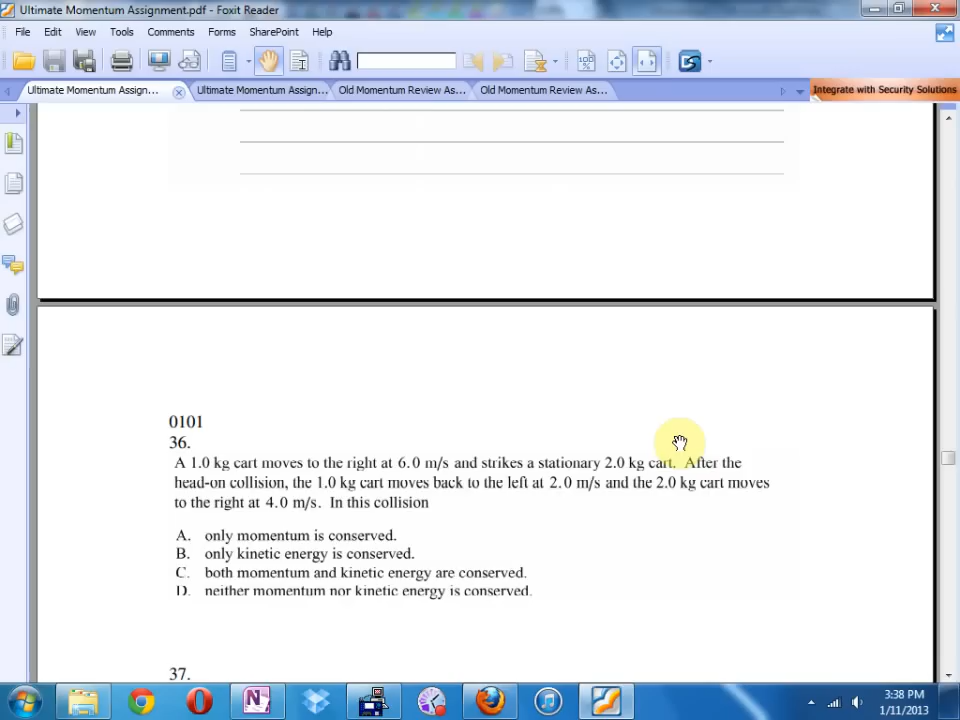 Ultimate Momentum Assignment.pdf - Foxit Reader
File Edit View Tools Comments Forms SharePoint Help
Ultimate Momentum Assign... Ultimate Momentum Assign... Old Momentum Review As... Old Momentum Review As... Integrate with Security Solutions
0101
36.
A 1.0 kg cart moves to the right at 6.0 m/s and strikes a stationary 2.0 kg cart. After the
head-on collision, the 1.0 kg cart moves back to the left at 2.0 m/s and the 2.0 kg cart moves
to the right at 4.0 m/s. In this collision
A. only momentum is conserved.
B. only kinetic energy is conserved.
C. both momentum and kinetic energy are conserved.
D. neither momentum nor kinetic energy is conserved.
37.
3:38 PM
1/11/2013